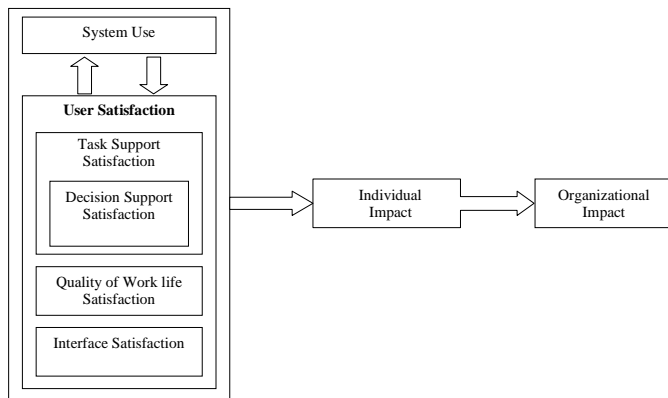 System Use
User Satisfaction
Task Support
Satisfaction
Decision Support
Satisfaction
Quality of Work life
Satisfaction
Interface Satisfaction
Individual
Impact
Organizational
Impact